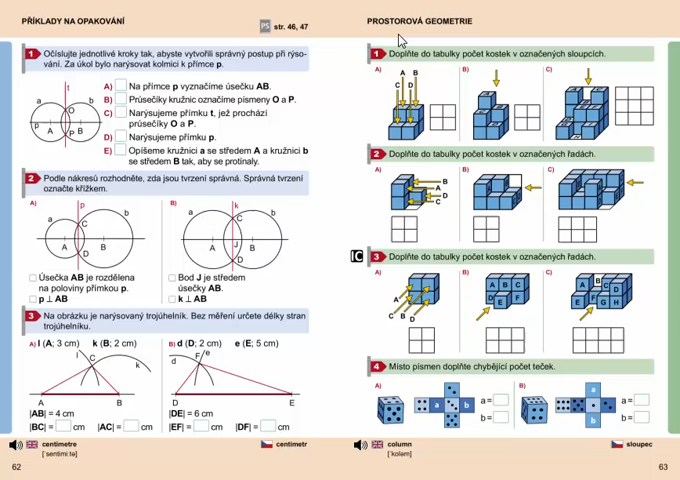 PŘÍKLADY NA OPAKOVÁNÍ
PS str. 46, 47
1 Očíslujte jednotlivé kroky tak, abyste vytvořili správný postup při rýso-
vání. Za úkol bylo narýsovat kolmici k přímce p.
t
a b
O
p A P B
A) Na přímce p vyznačíme úsečku AB.
B) Průsečíky kružnic označíme písmeny O a P.
C) Narýsujeme přímku t, jež prochází
průsečíky O a P.
D) Narýsujeme přímku p.
E) Opíšeme kružnici a se středem A a kružnici b
se středem B tak, aby se protínaly.
2 Podle nákresů rozhodněte, zda jsou tvrzení správná. Správná tvrzení
označte křížkem.
A)
p
a b
C
A B
D
Úsečka AB je rozdělena
na poloviny přímkou p.
p ⊥ AB
B)
k
a b
C
A J B
D
Bod J je středem
úsečky AB.
k ⊥ AB
3 Na obrázku je narýsovaný trojúhelník. Bez měření určete délky stran
trojúhelníku.
A) l (A; 3 cm) k (B; 2 cm)
l
C k
A B
|AB| = 4 cm
|BC| = cm |AC| = cm
B) d (D; 2 cm) e (E; 5 cm)
F e
d
D E
|DE| = 6 cm
|EF| = cm |DF| = cm
centimetre
[ˈsentimiːtə]
centimetr
62
PROSTOROVÁ GEOMETRIE
1 Doplňte do tabulky počet kostek v označených sloupcích.
A) B) C)
A B
C D
2 Doplňte do tabulky počet kostek v označených řadách.
A) B) C)
B
A
D
C
IC
3 Doplňte do tabulky počet kostek v označených řadách.
A) B) C)
A
C B D
A B C
D F
E
A B C
D
E F G H
4 Místo písmen doplňte chybějící počet teček.
A) B)
a b
a =
b =
a
b
a =
b =
column
[ˈkoləm]
sloupec
63